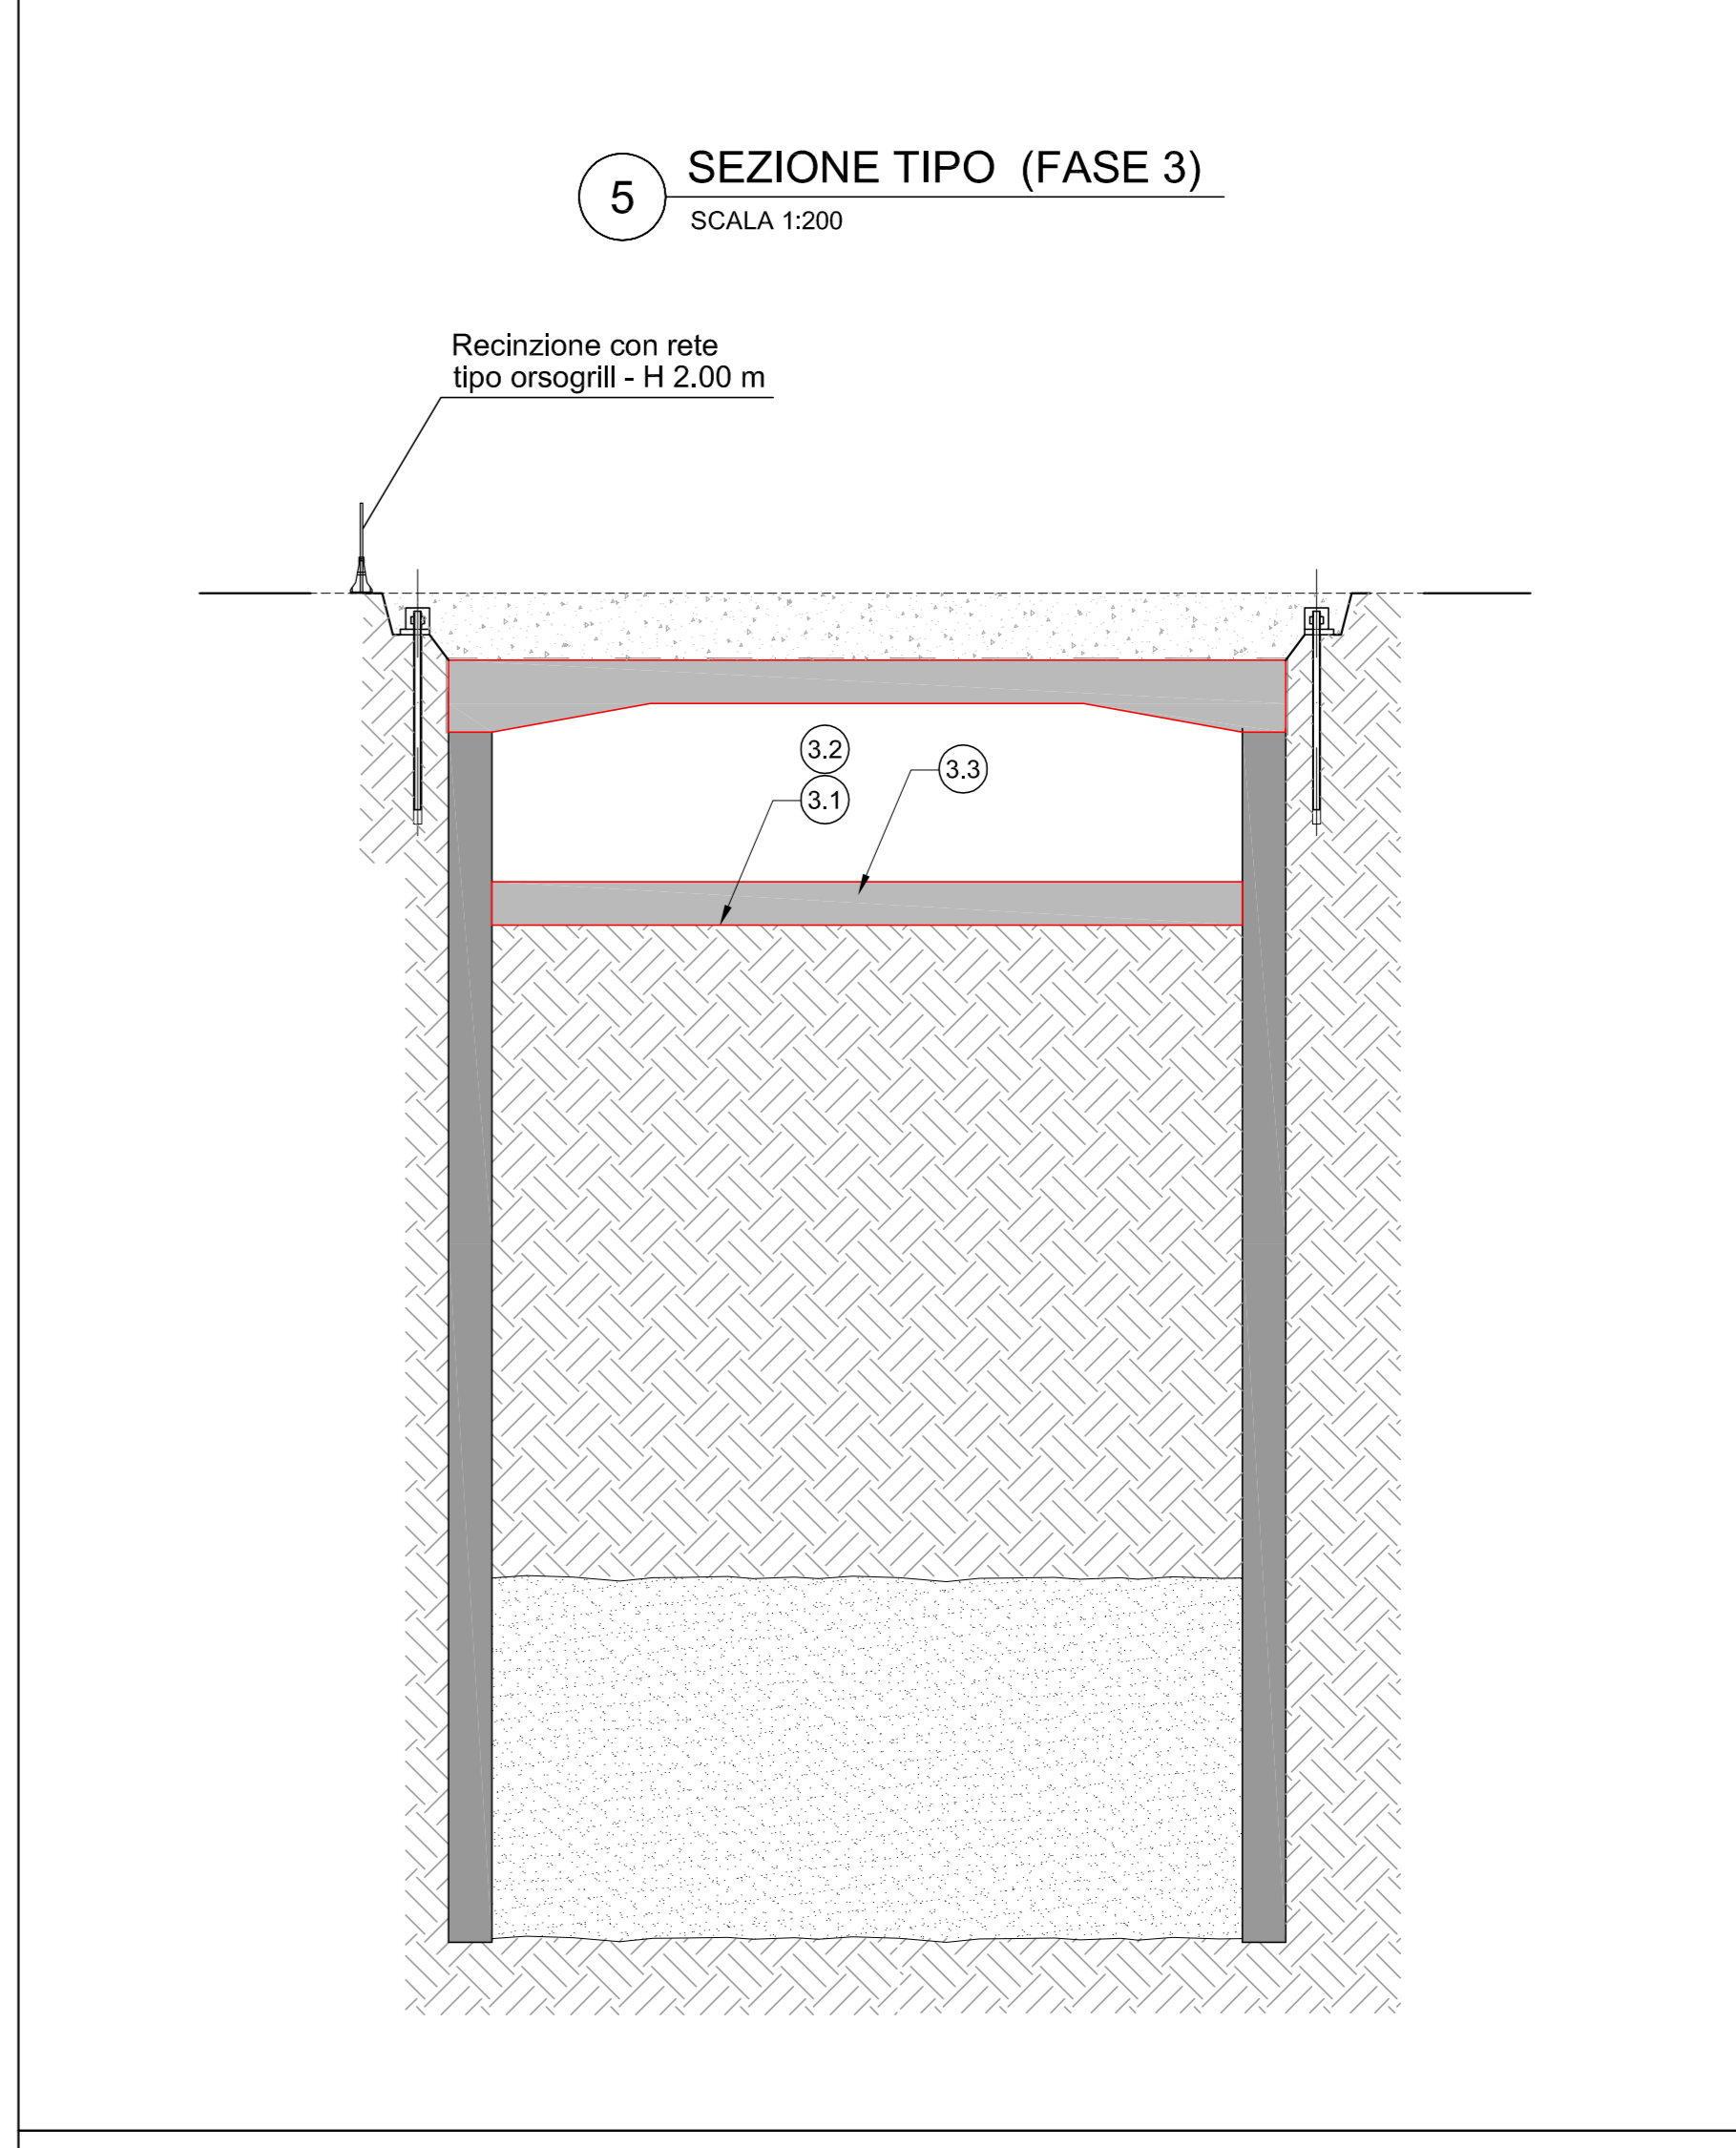 5
SEZIONE TIPO (FASE 3)
SCALA 1:200
Recinzione con rete
tipo orsogrill - H 2.00 m
3.2
3.3
3.1